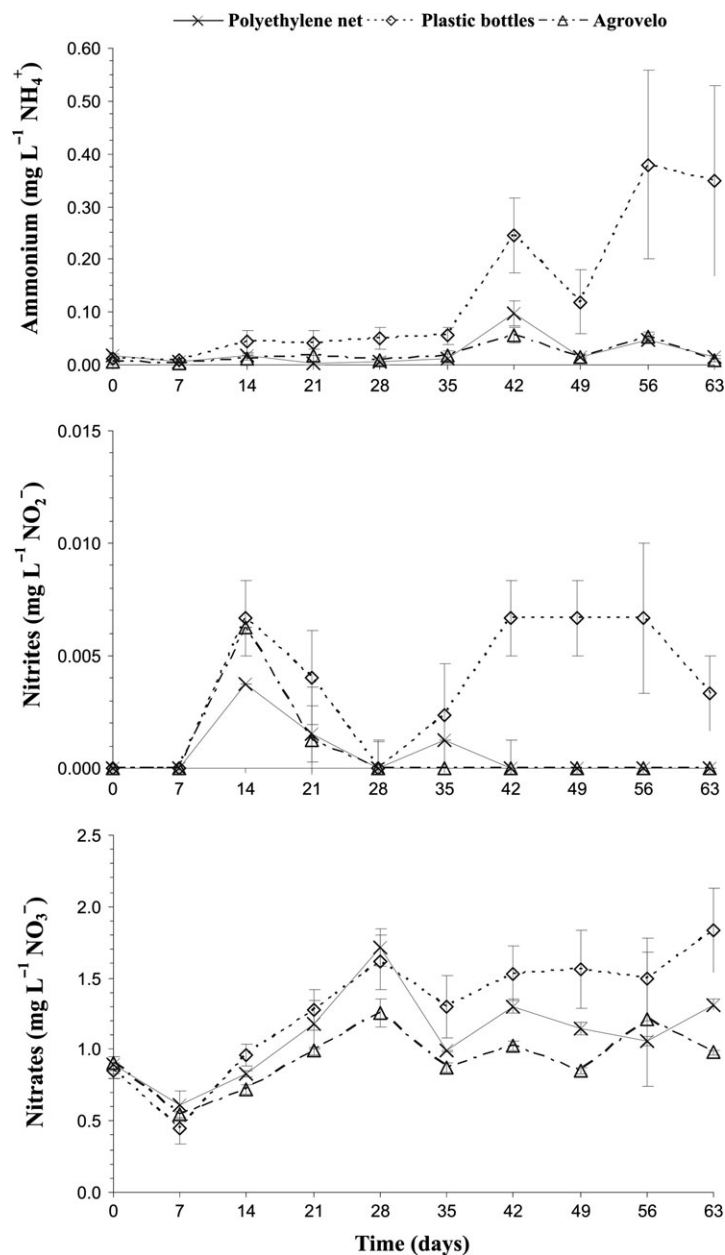 Polyethylene net Plastic bottles Agrovelo
Ammonium (mg L⁻¹ NH₄⁺)
0.60
0.50
0.40
0.30
0.20
0.10
0.00
0 7 14 21 28 35 42 49 56 63
Nitrites (mg L⁻¹ NO₂⁻)
0.015
0.010
0.005
0.000
0 7 14 21 28 35 42 49 56 63
Nitrates (mg L⁻¹ NO₃⁻)
2.5
2.0
1.5
1.0
0.5
0.0
0 7 14 21 28 35 42 49 56 63
Time (days)